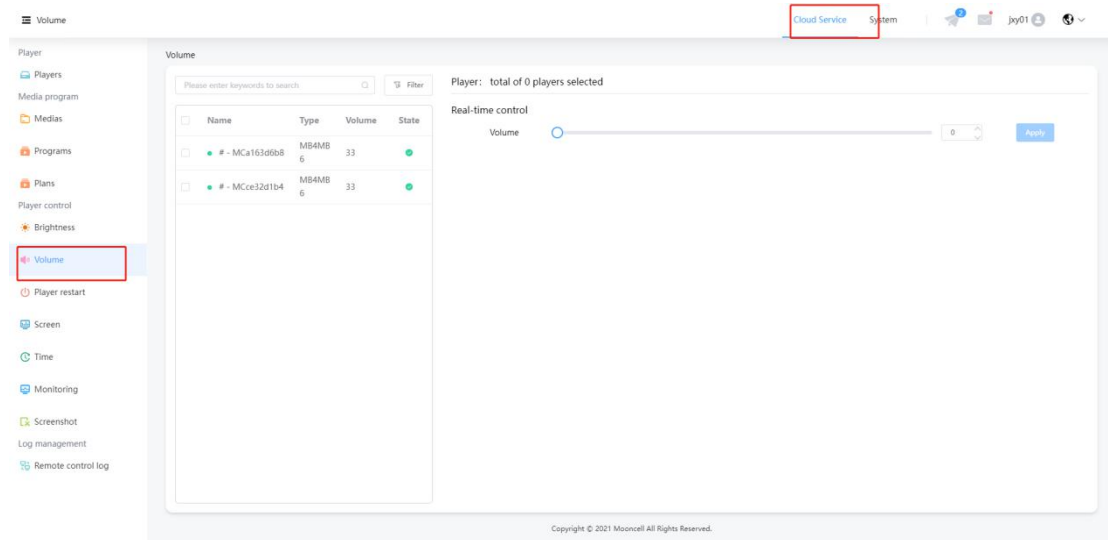 Volume
Cloud Service
System
2
jxy01
Player
Players
Media program
Medias
Programs
Plans
Player control
Brightness
Volume
Player restart
Screen
Time
Monitoring
Screenshot
Log management
Remote control log
Volume
Please enter keywords to search
Filter
Name Type Volume State
# - MCa163d6b8 MB4MB 33
6
# - MCce32d1b4 MB4MB 33
6
Player: total of 0 players selected
Real-time control
Volume 0 Apply
Copyright © 2021 Mooncell All Rights Reserved.